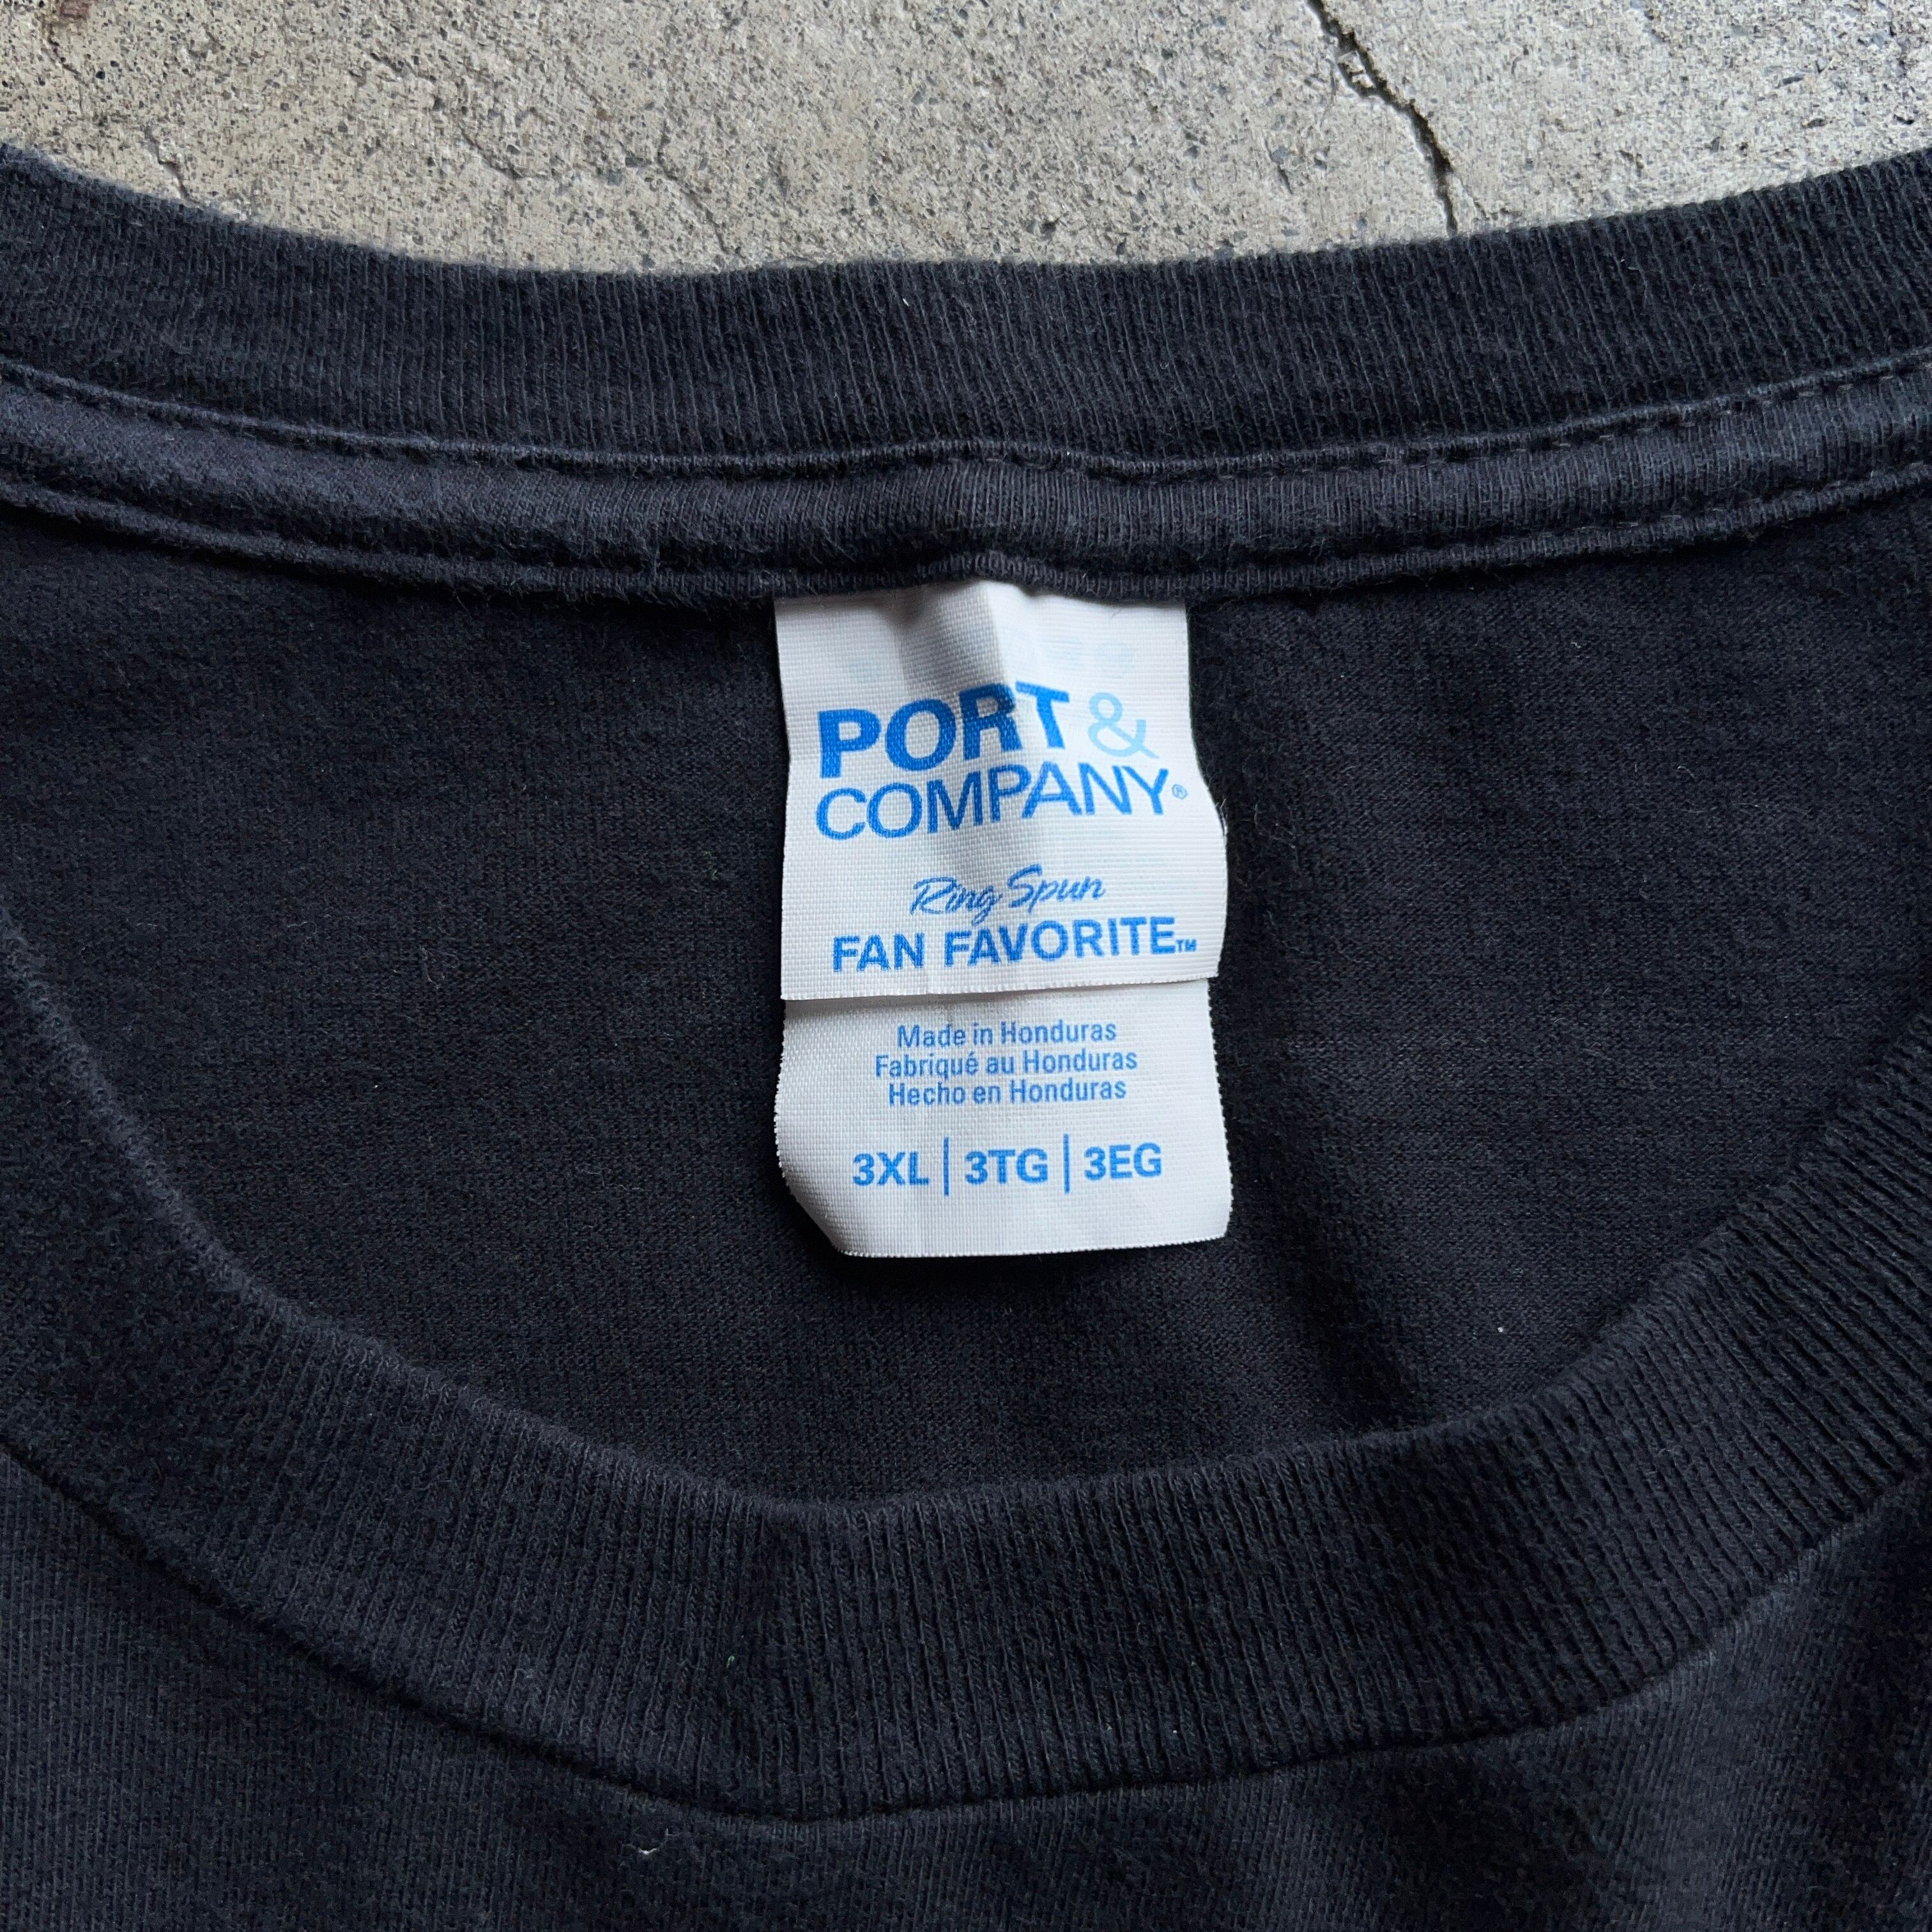 PORT &
COMPANY®
Ring Spun
FAN FAVORITE™
Made in Honduras
Fabriqué au Honduras
Hecho en Honduras
3XL | 3TG | 3EG